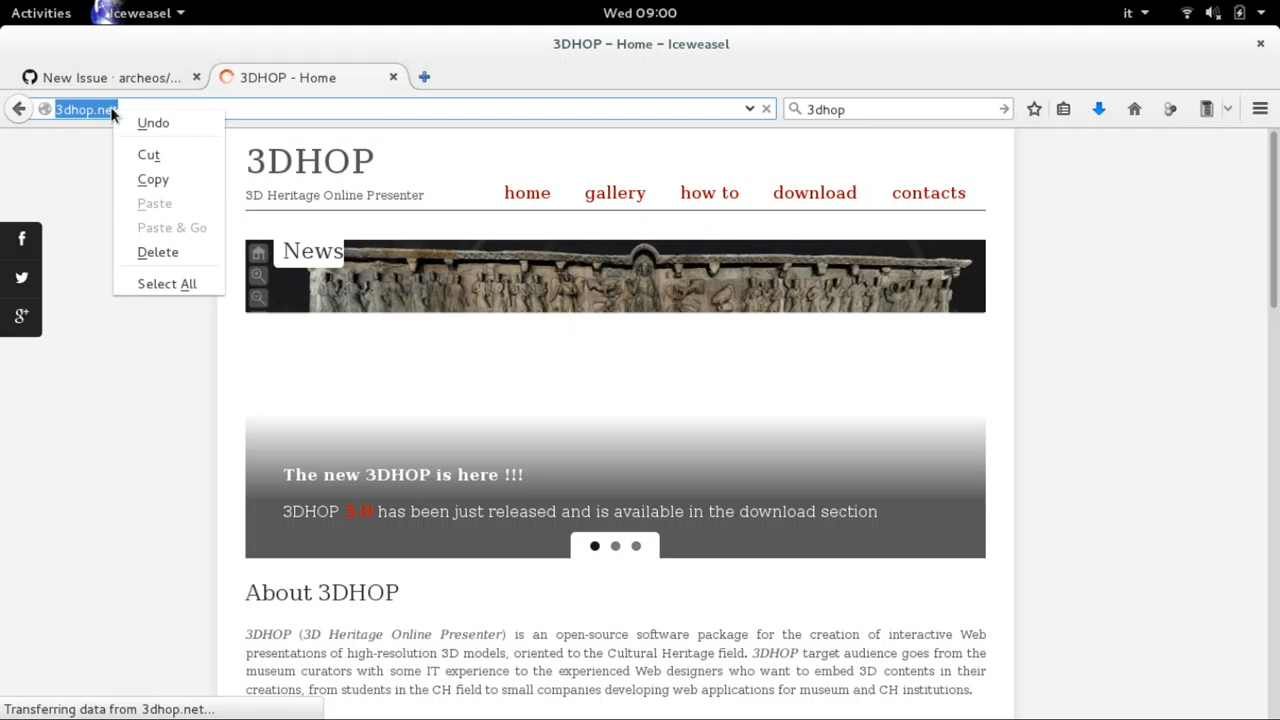 Activities Iceweasel Wed 09:00 it
3DHOP – Home – Iceweasel
New Issue · archeos/... 3DHOP - Home
3dhop.net 3dhop
Undo
Cut
Copy
Paste
Paste & Go
Delete
Select All
3DHOP
3D Heritage Online Presenter
home gallery how to download contacts
News
The new 3DHOP is here !!!
3DHOP 3.0 has been just released and is available in the download section
About 3DHOP
3DHOP (3D Heritage Online Presenter) is an open-source software package for the creation of interactive Web
presentations of high-resolution 3D models, oriented to the Cultural Heritage field. 3DHOP target audience goes from the
museum curators with some IT experience to the experienced Web designers who want to embed 3D contents in their
creations, from students in the CH field to small companies developing web applications for museum and CH institutions.
Transferring data from 3dhop.net...